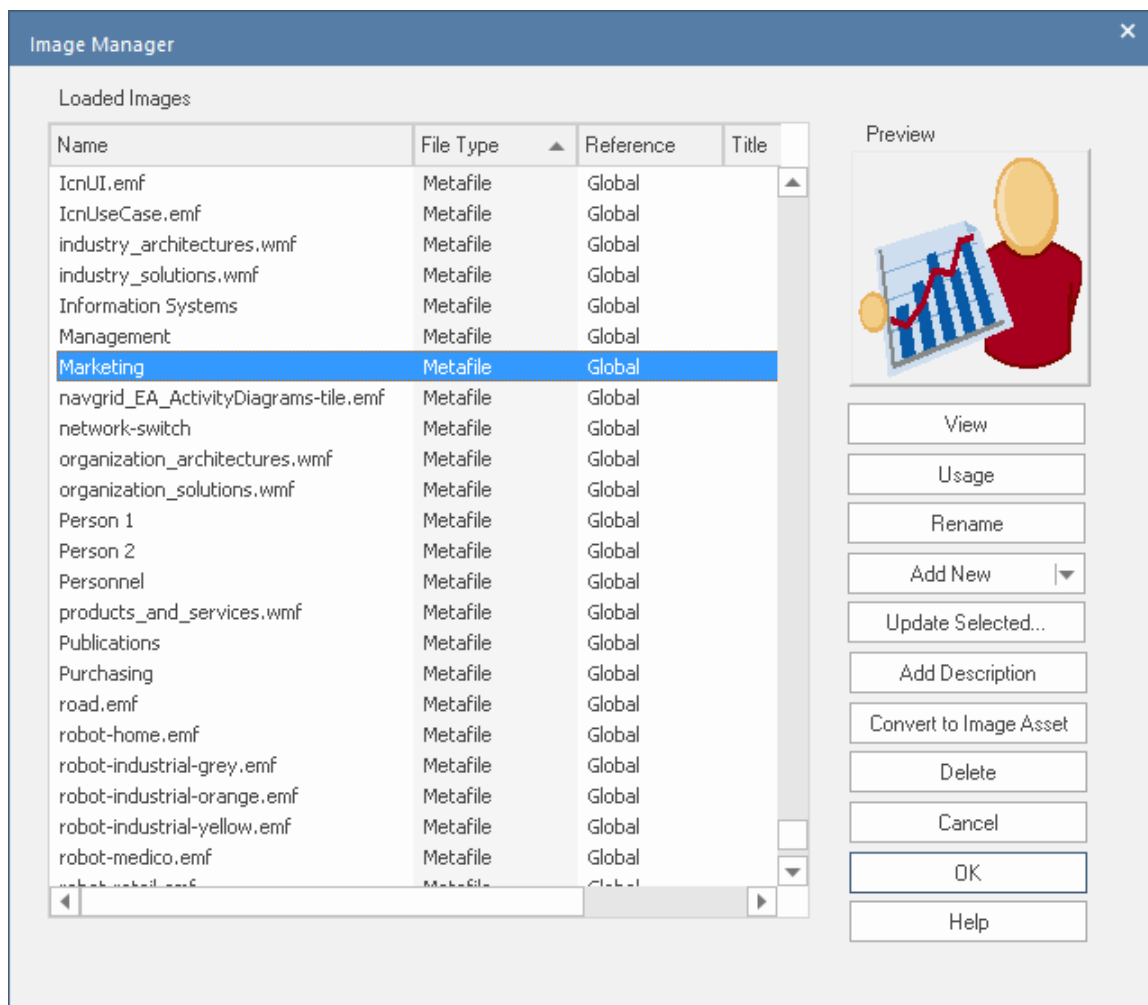 Image Manager
Loaded Images
Name File Type Reference Title
IcnUI.emf Metafile Global
IcnUseCase.emf Metafile Global
industry_architectures.wmf Metafile Global
industry_solutions.wmf Metafile Global
Information Systems Metafile Global
Management Metafile Global
Marketing Metafile Global
navgrid_EA_ActivityDiagrams-tile.emf Metafile Global
network-switch Metafile Global
organization_architectures.wmf Metafile Global
organization_solutions.wmf Metafile Global
Person 1 Metafile Global
Person 2 Metafile Global
Personnel Metafile Global
products_and_services.wmf Metafile Global
Publications Metafile Global
Purchasing Metafile Global
road.emf Metafile Global
robot-home.emf Metafile Global
robot-industrial-grey.emf Metafile Global
robot-industrial-orange.emf Metafile Global
robot-industrial-yellow.emf Metafile Global
robot-medico.emf Metafile Global
Metafile Global
Preview
View
Usage
Rename
Add New
Update Selected...
Add Description
Convert to Image Asset
Delete
Cancel
OK
Help